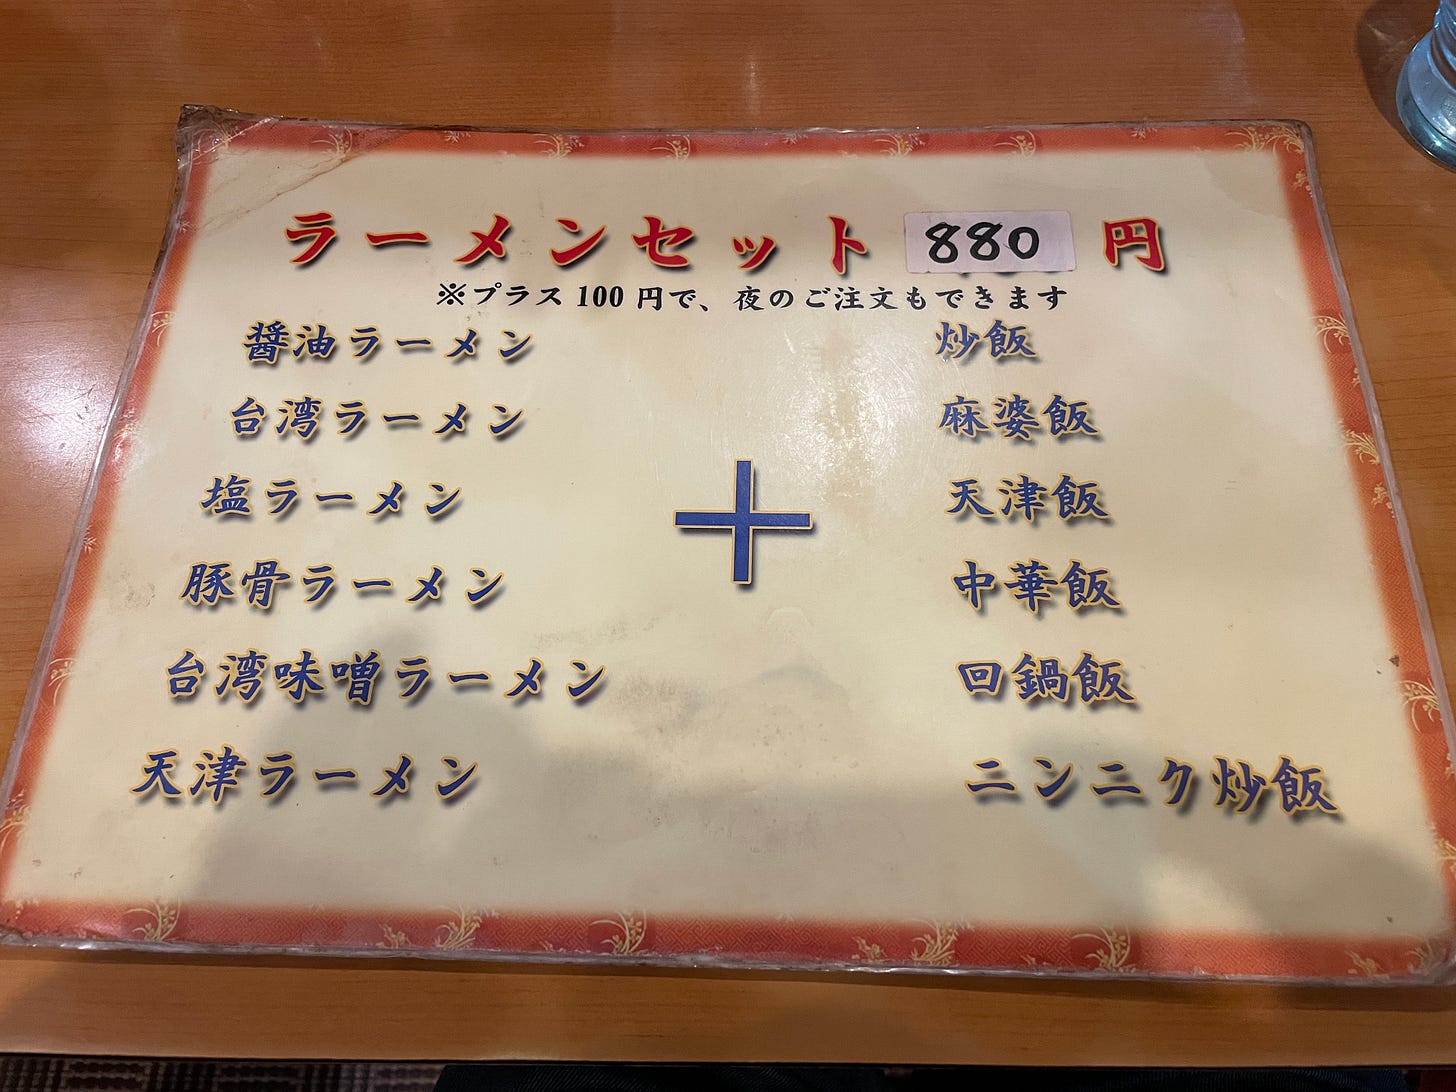 ラーメンセット 880 円
※プラス 100 円で、夜のご注文もできます
醤油ラーメン 炒飯
台湾ラーメン 麻婆飯
塩ラーメン 天津飯
+
豚骨ラーメン 中華飯
台湾味噌ラーメン 回鍋飯
天津ラーメン ニンニク炒飯